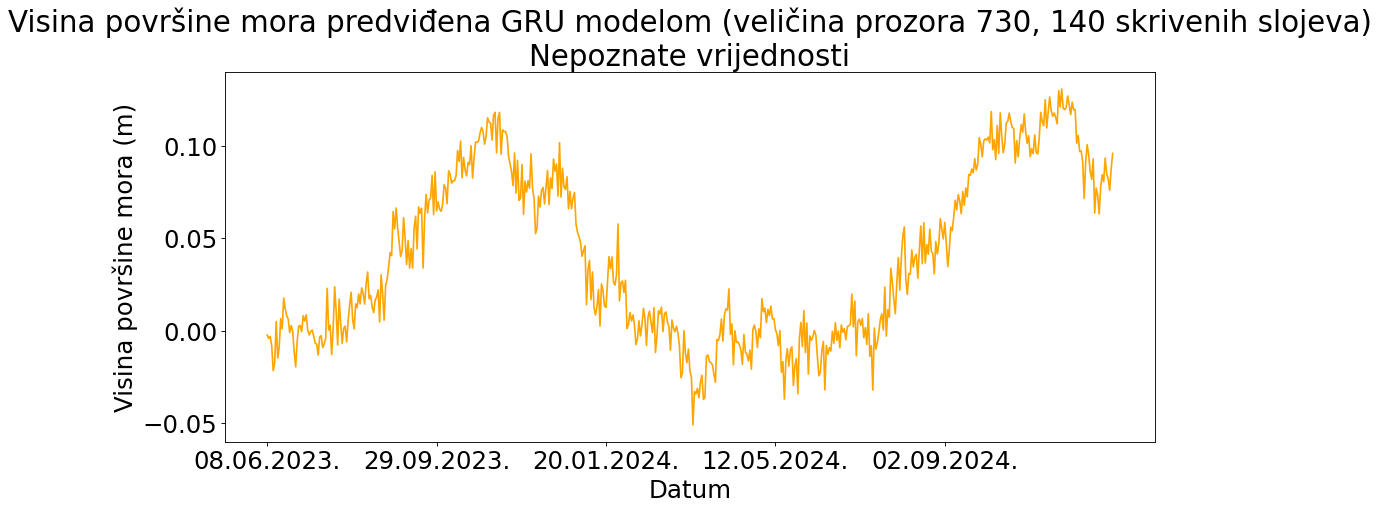 Visina površine mora predviđena GRU modelom (veličina prozora 730, 140 skrivenih slojeva)
Nepoznate vrijednosti
Visina površine mora (m)
0.10
0.05
0.00
−0.05
08.06.2023.
29.09.2023.
20.01.2024.
12.05.2024.
02.09.2024.
Datum